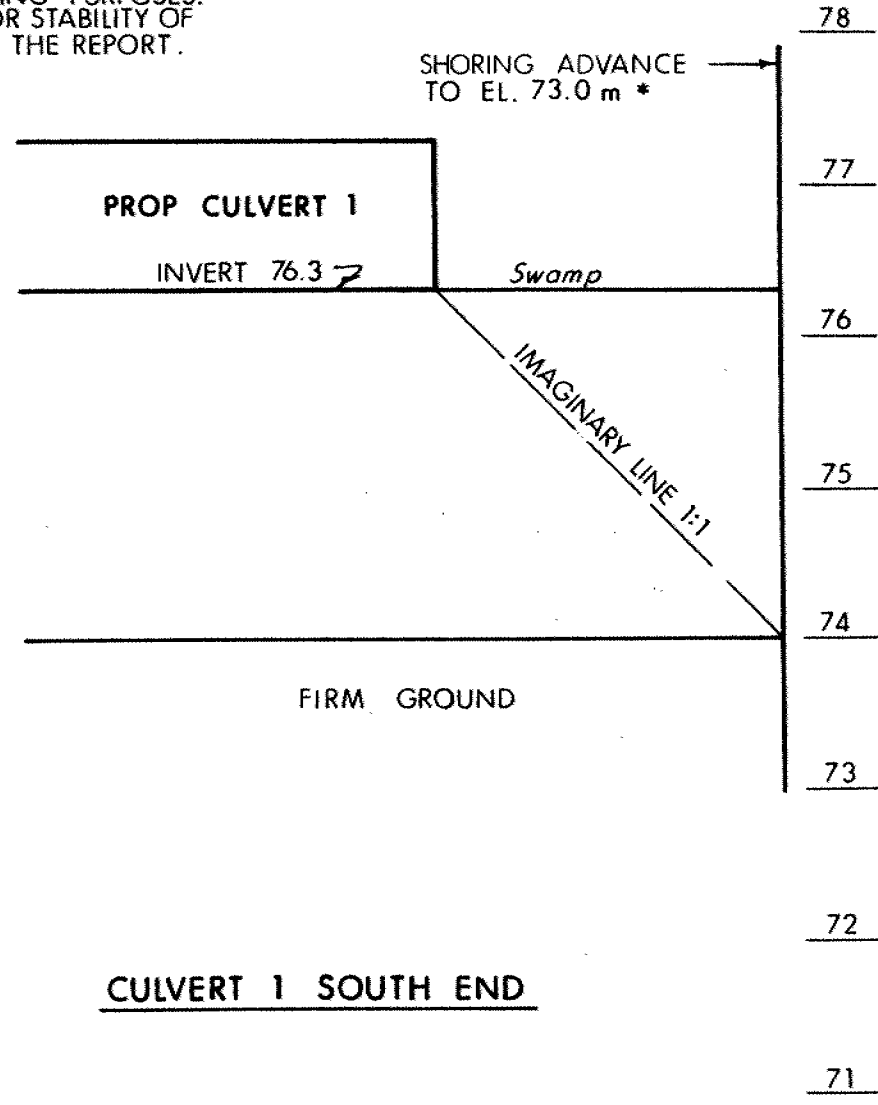 OR STABILITY OF
THE REPORT.
78
SHORING ADVANCE
TO EL. 73.0 m *
77
PROP CULVERT 1
INVERT 76.3
Swamp
76
IMAGINARY LINE 1:1
75
74
FIRM GROUND
73
72
CULVERT 1 SOUTH END
71